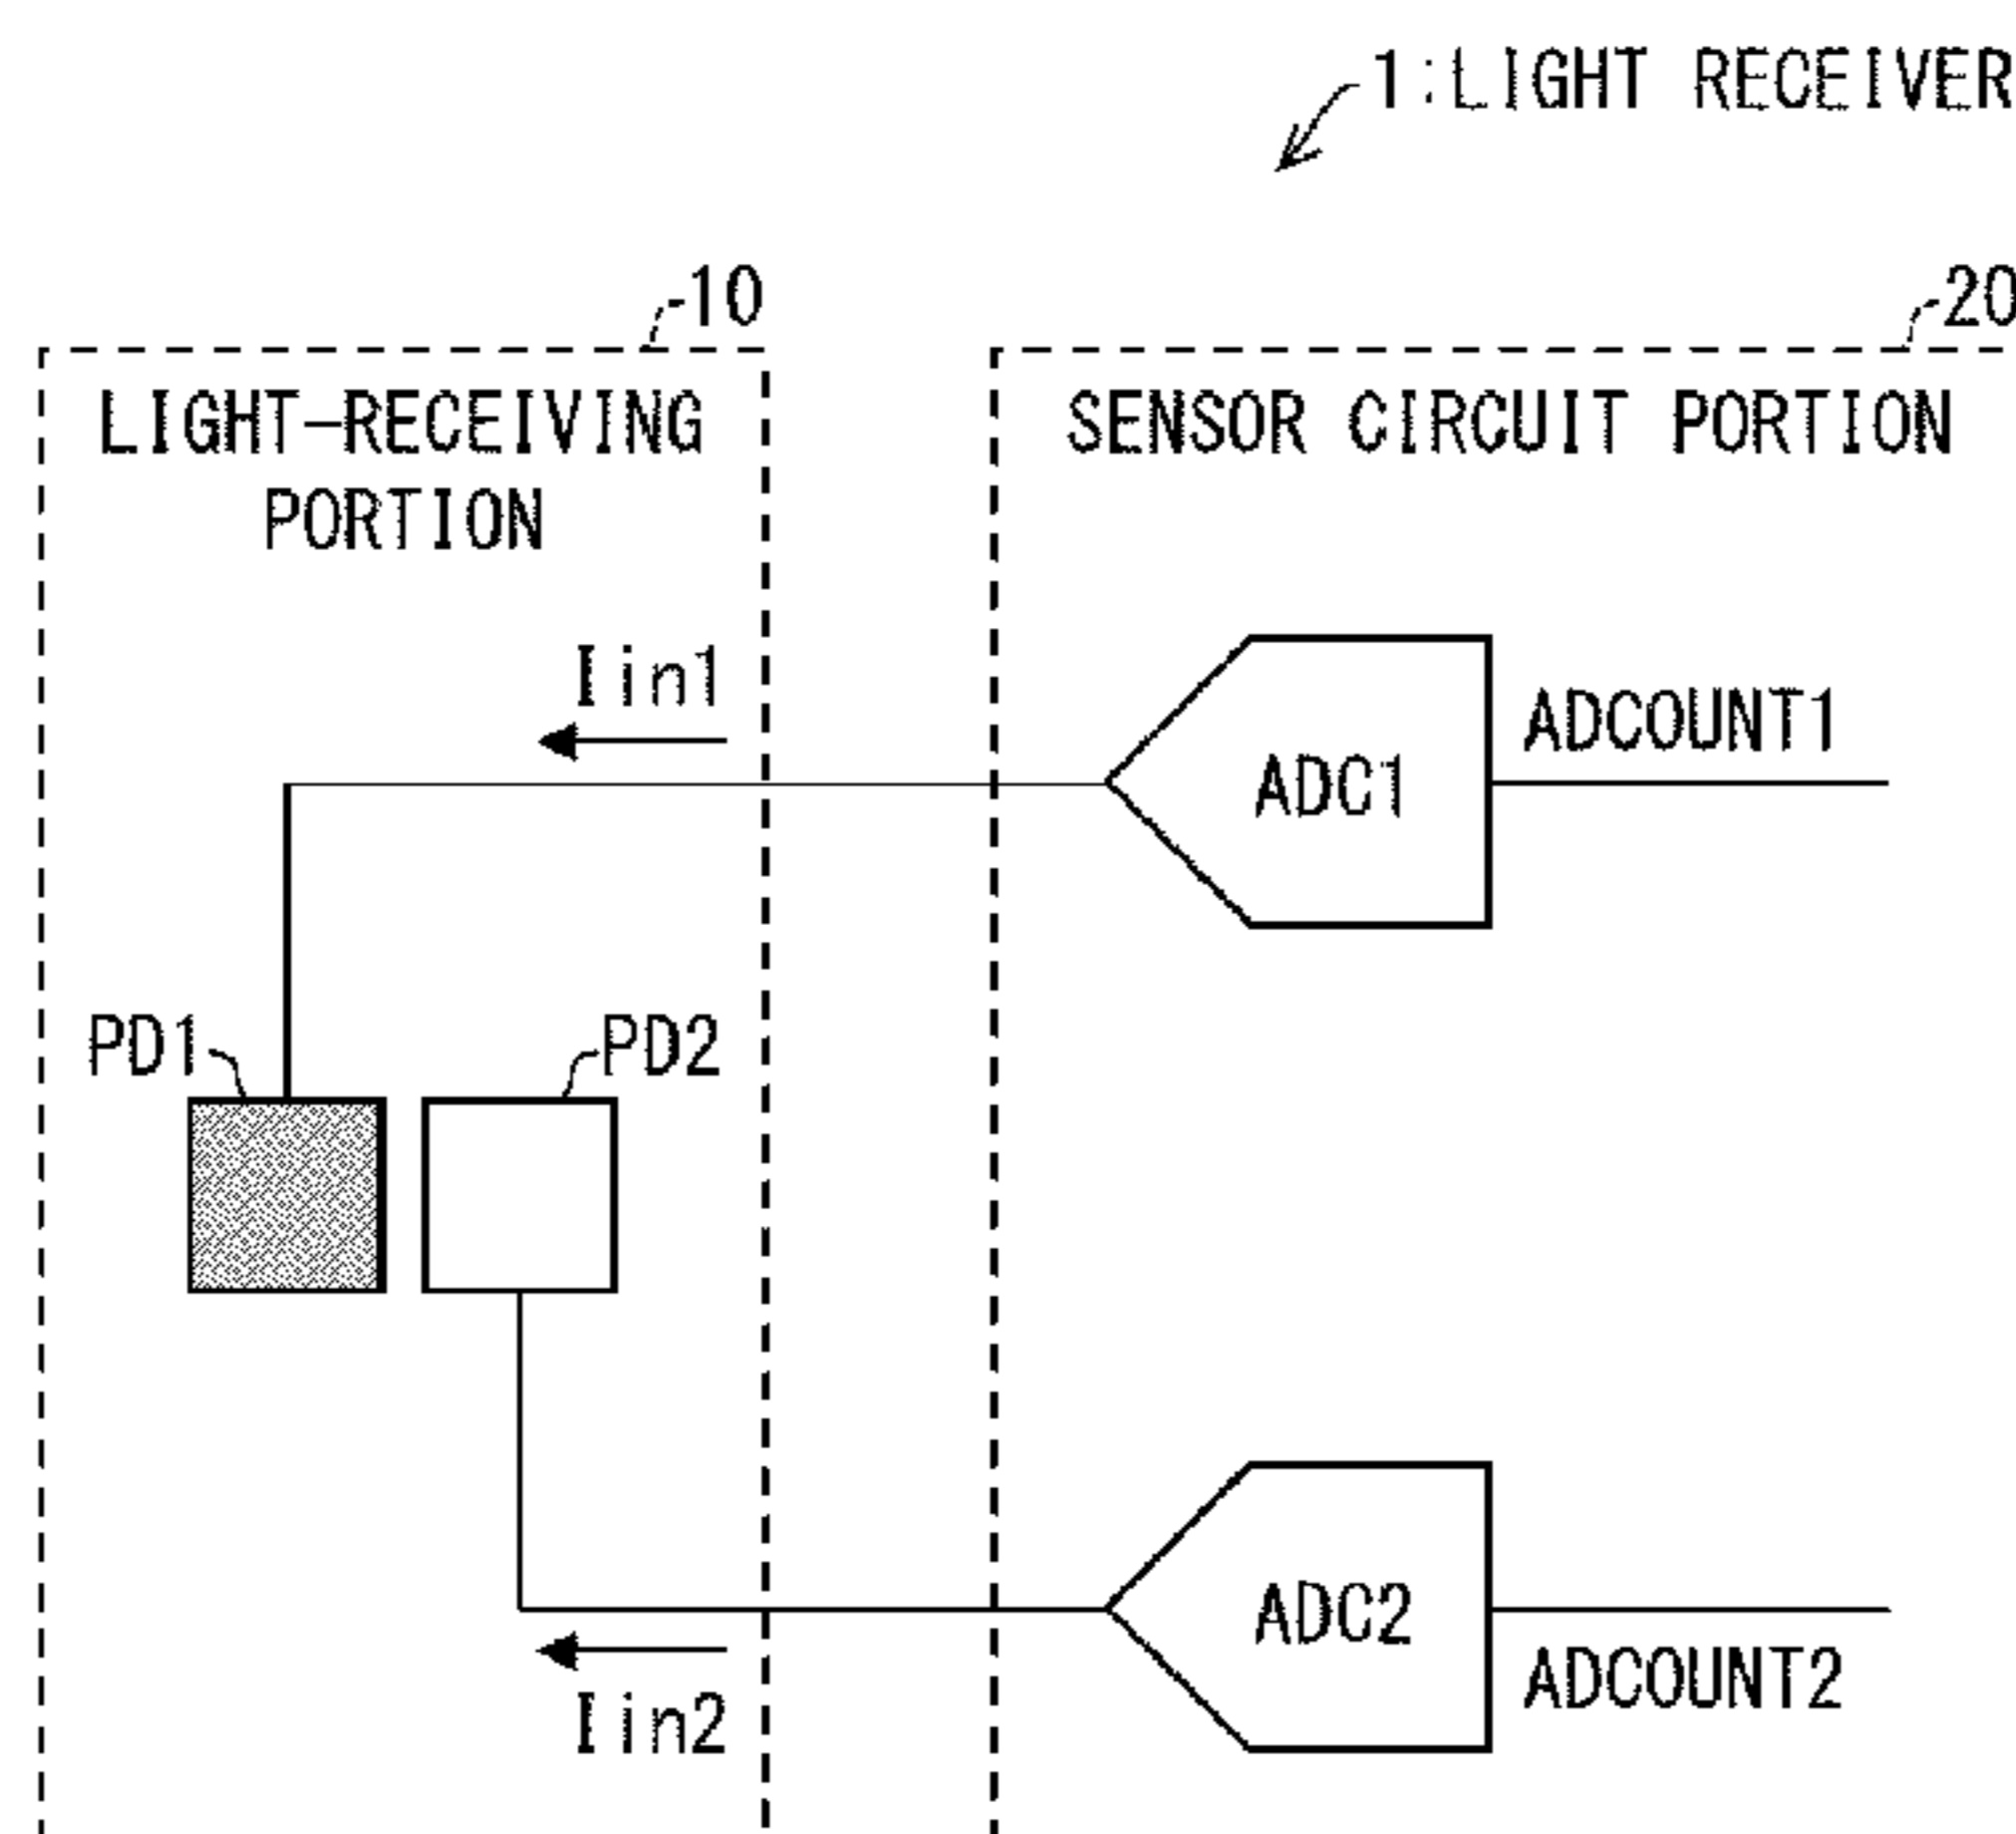 1:LIGHT RECEIVER
10
20
LIGHT-RECEIVING
PORTION
SENSOR CIRCUIT PORTION
Iin1
ADCOUNT1
ADC1
PD1
PD2
ADC2
ADCOUNT2
Iin2